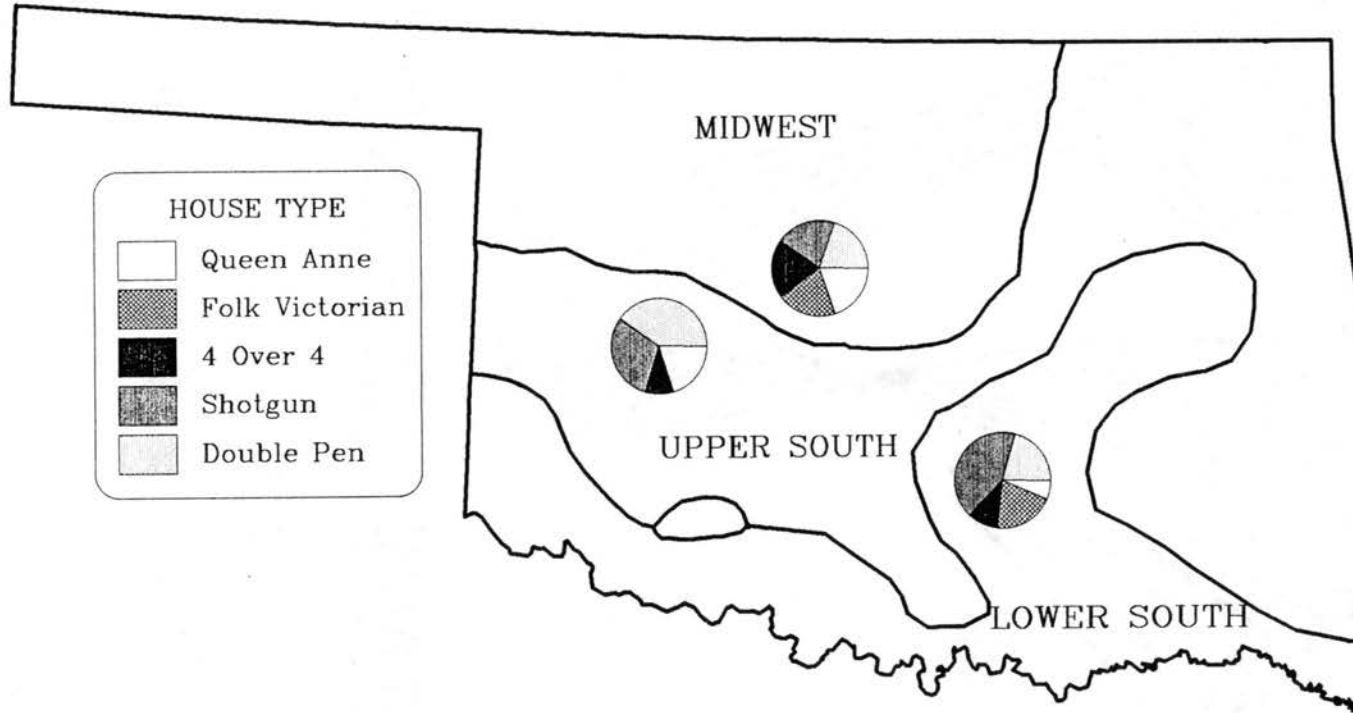 MIDWEST
HOUSE TYPE
Queen Anne
Folk Victorian
4 Over 4
Shotgun
Double Pen
UPPER SOUTH
LOWER SOUTH